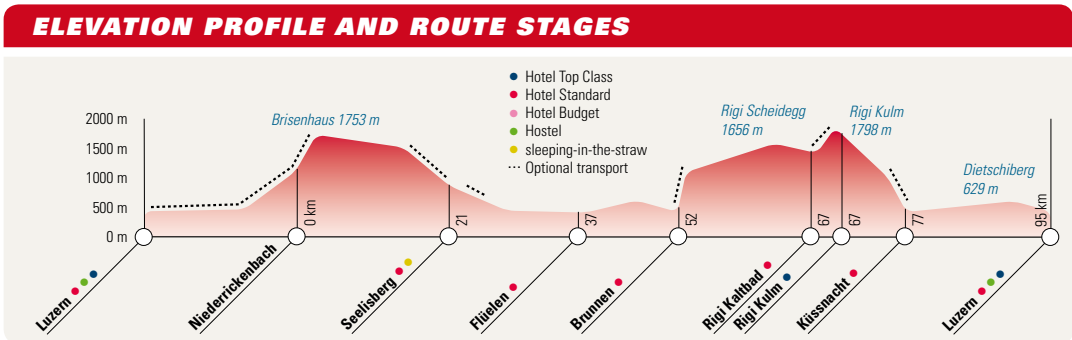 ELEVATION PROFILE AND ROUTE STAGES
Hotel Top Class
Hotel Standard
Hotel Budget
Hostel
sleeping-in-the-straw
Optional transport
2000 m
1500 m
1000 m
500 m
0 m
Brisenhaus 1753 m
Rigi Scheidegg
1656 m
Rigi Kulm
1798 m
Dietschiberg
629 m
0 km
21
37
52
67
67
77
95 km
Luzern
Niederrickenbach
Seelisberg
Flüelen
Brunnen
Rigi Kaltbad
Rigi Kulm
Küssnacht
Luzern